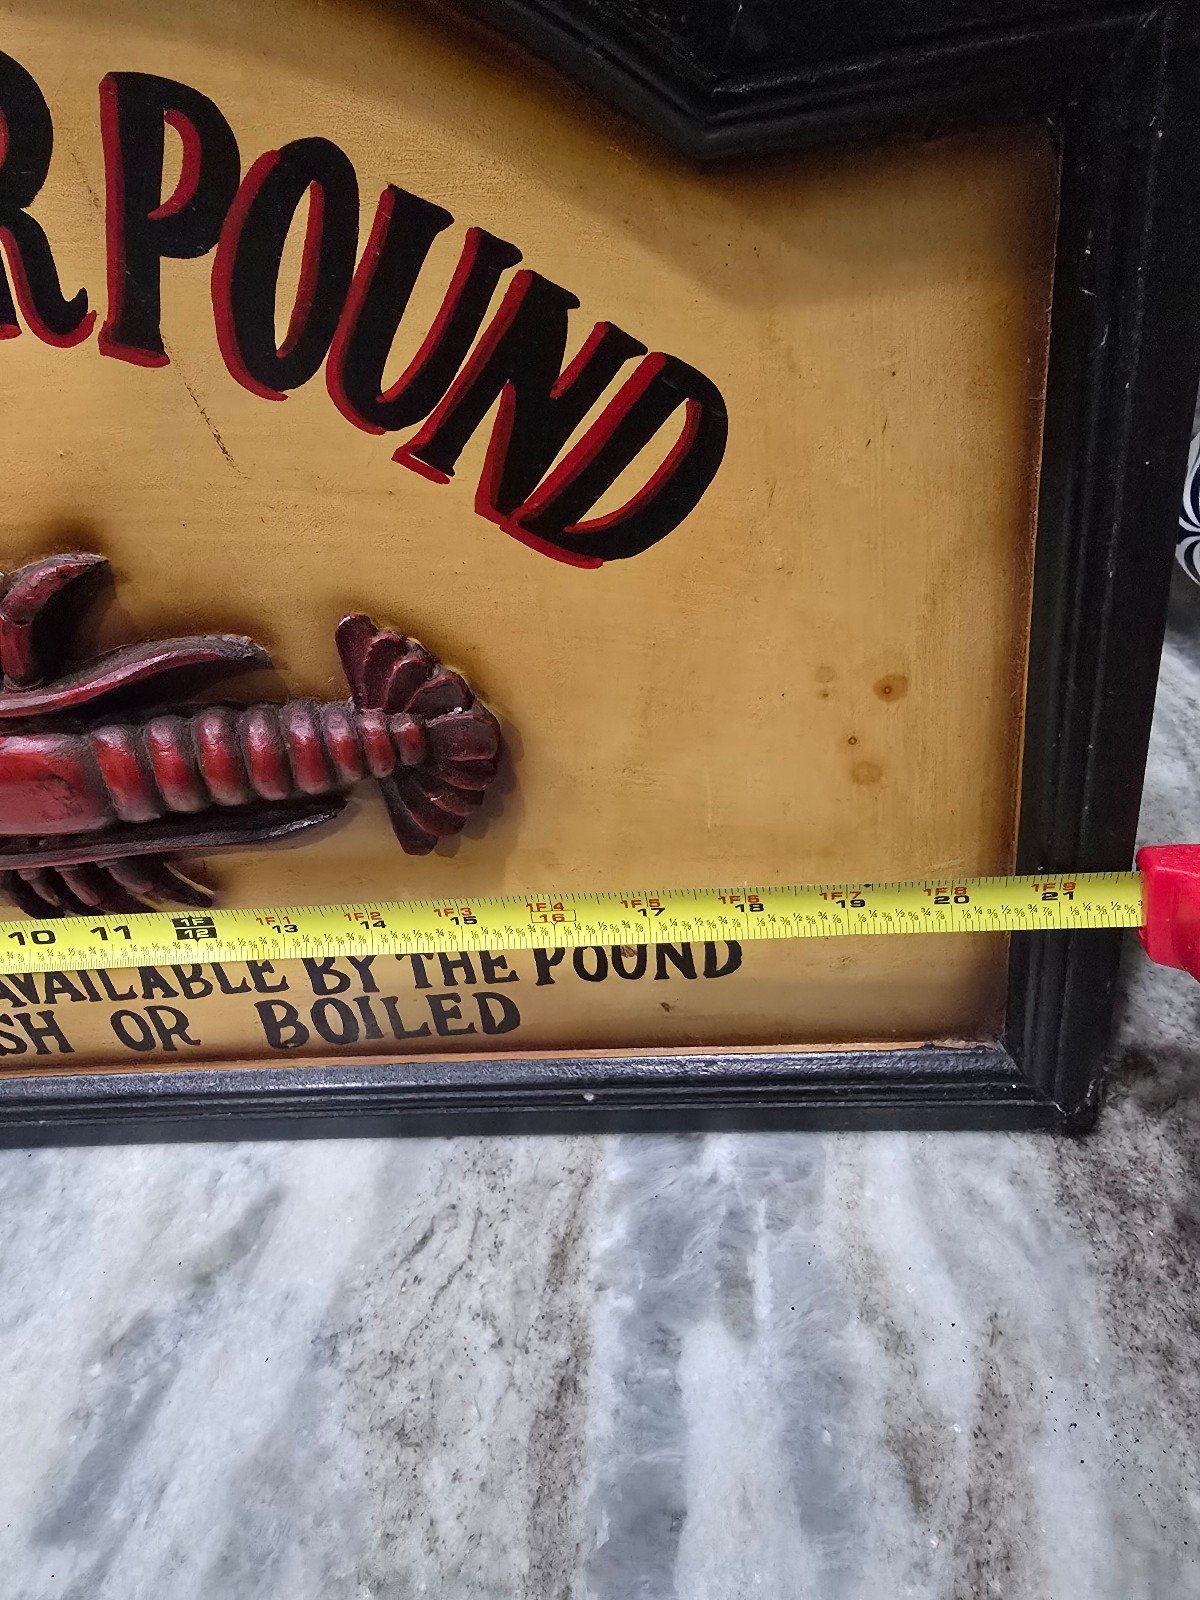 R POUND
1F 1F1 1F2 1F3 1F4 1F5 1F6 1F7 1F8 1F9
10 11 12 13 14 15 16 17 18 19 20 21
AVAILABLE BY THE POUND
SH OR BOILED